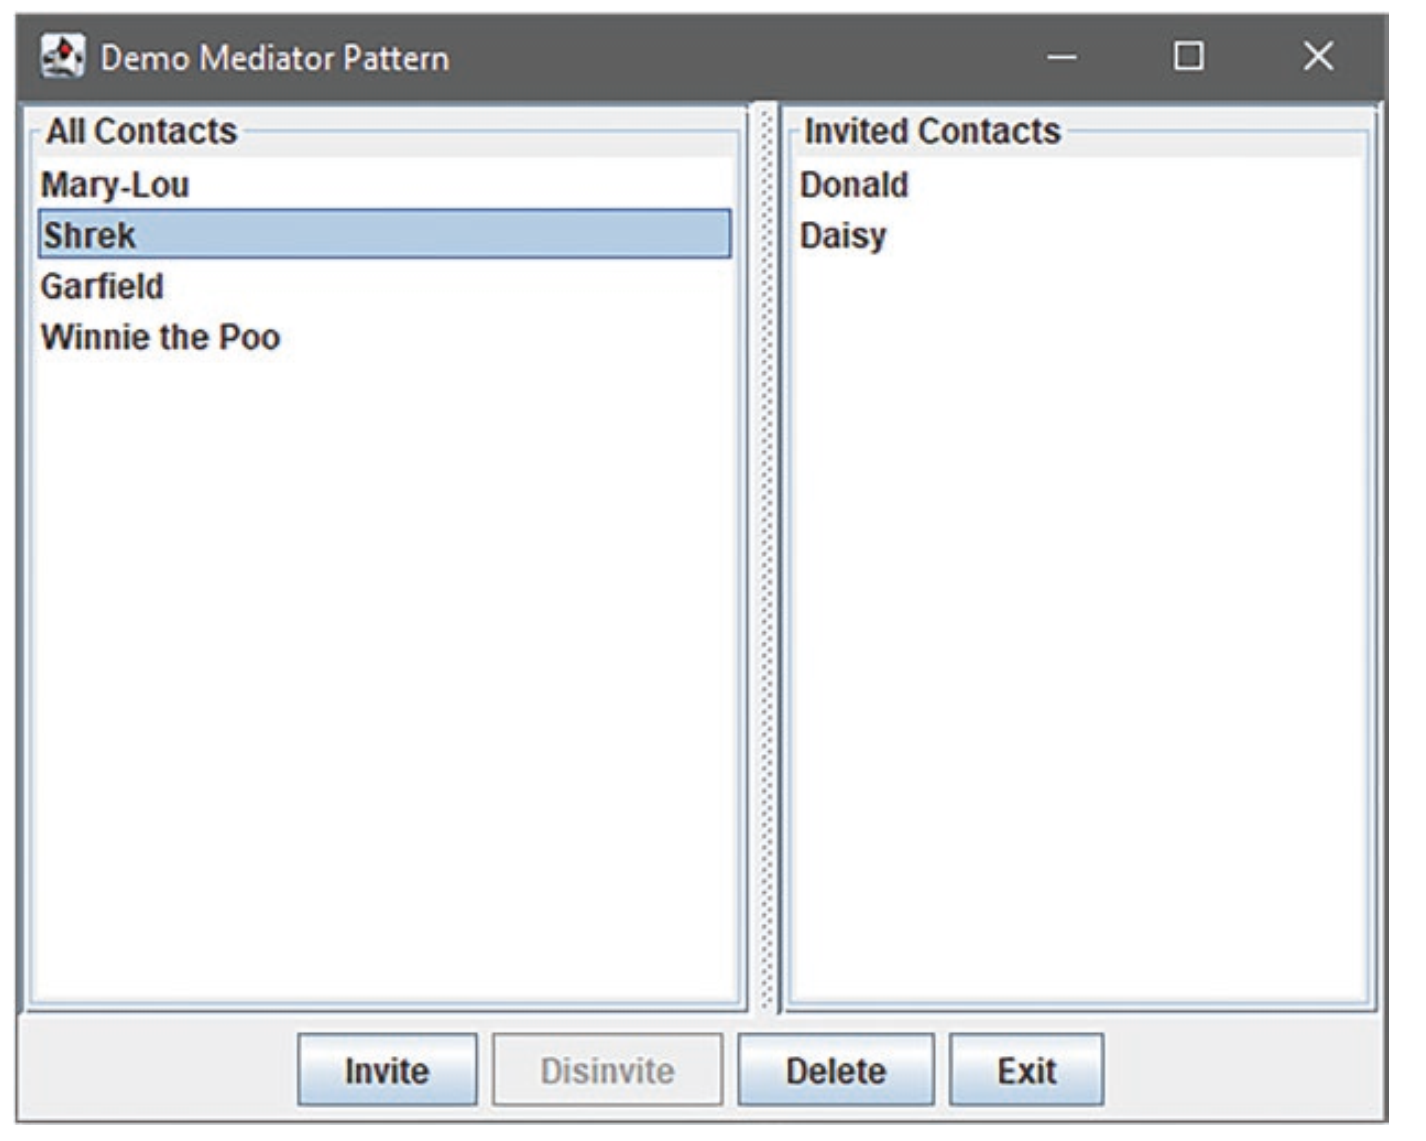 Demo Mediator Pattern
All Contacts
Mary-Lou
Shrek
Garfield
Winnie the Poo
Invited Contacts
Donald
Daisy
Invite Disinvite Delete Exit